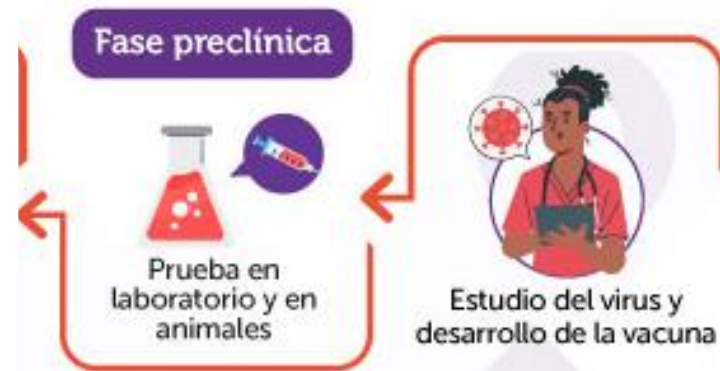 Fase preclínica
Prueba en
laboratorio y en
animales
Estudio del virus y
desarrollo de la vacuna